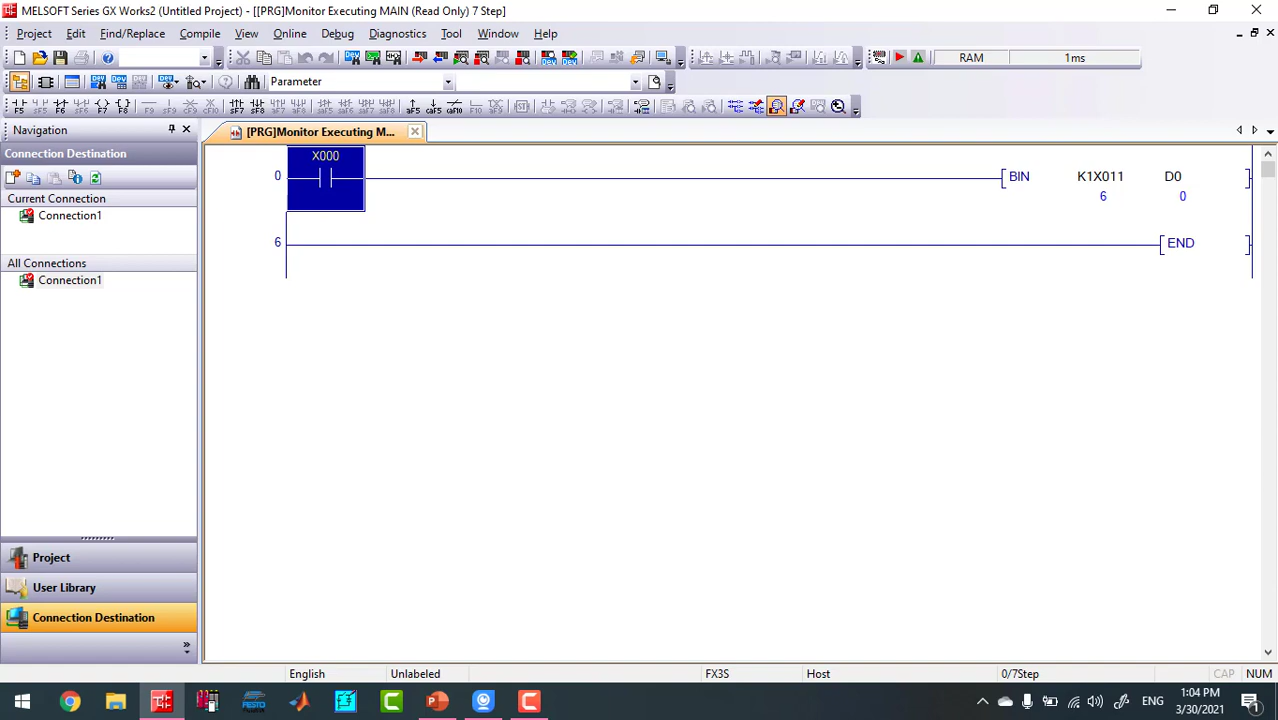 MELSOFT Series GX Works2 (Untitled Project) - [[PRG]Monitor Executing MAIN (Read Only) 7 Step]
Project Edit Find/Replace Compile View Online Debug Diagnostics Tool Window Help
RAM 1ms
Parameter
Navigation
[PRG]Monitor Executing M...
Connection Destination
Current Connection
Connection1
All Connections
Connection1
X000
0 BIN K1X011 D0
6 0
6 END
Project
User Library
Connection Destination
English Unlabeled FX3S Host 0/7Step CAP NUM
ENG
1:04 PM
3/30/2021